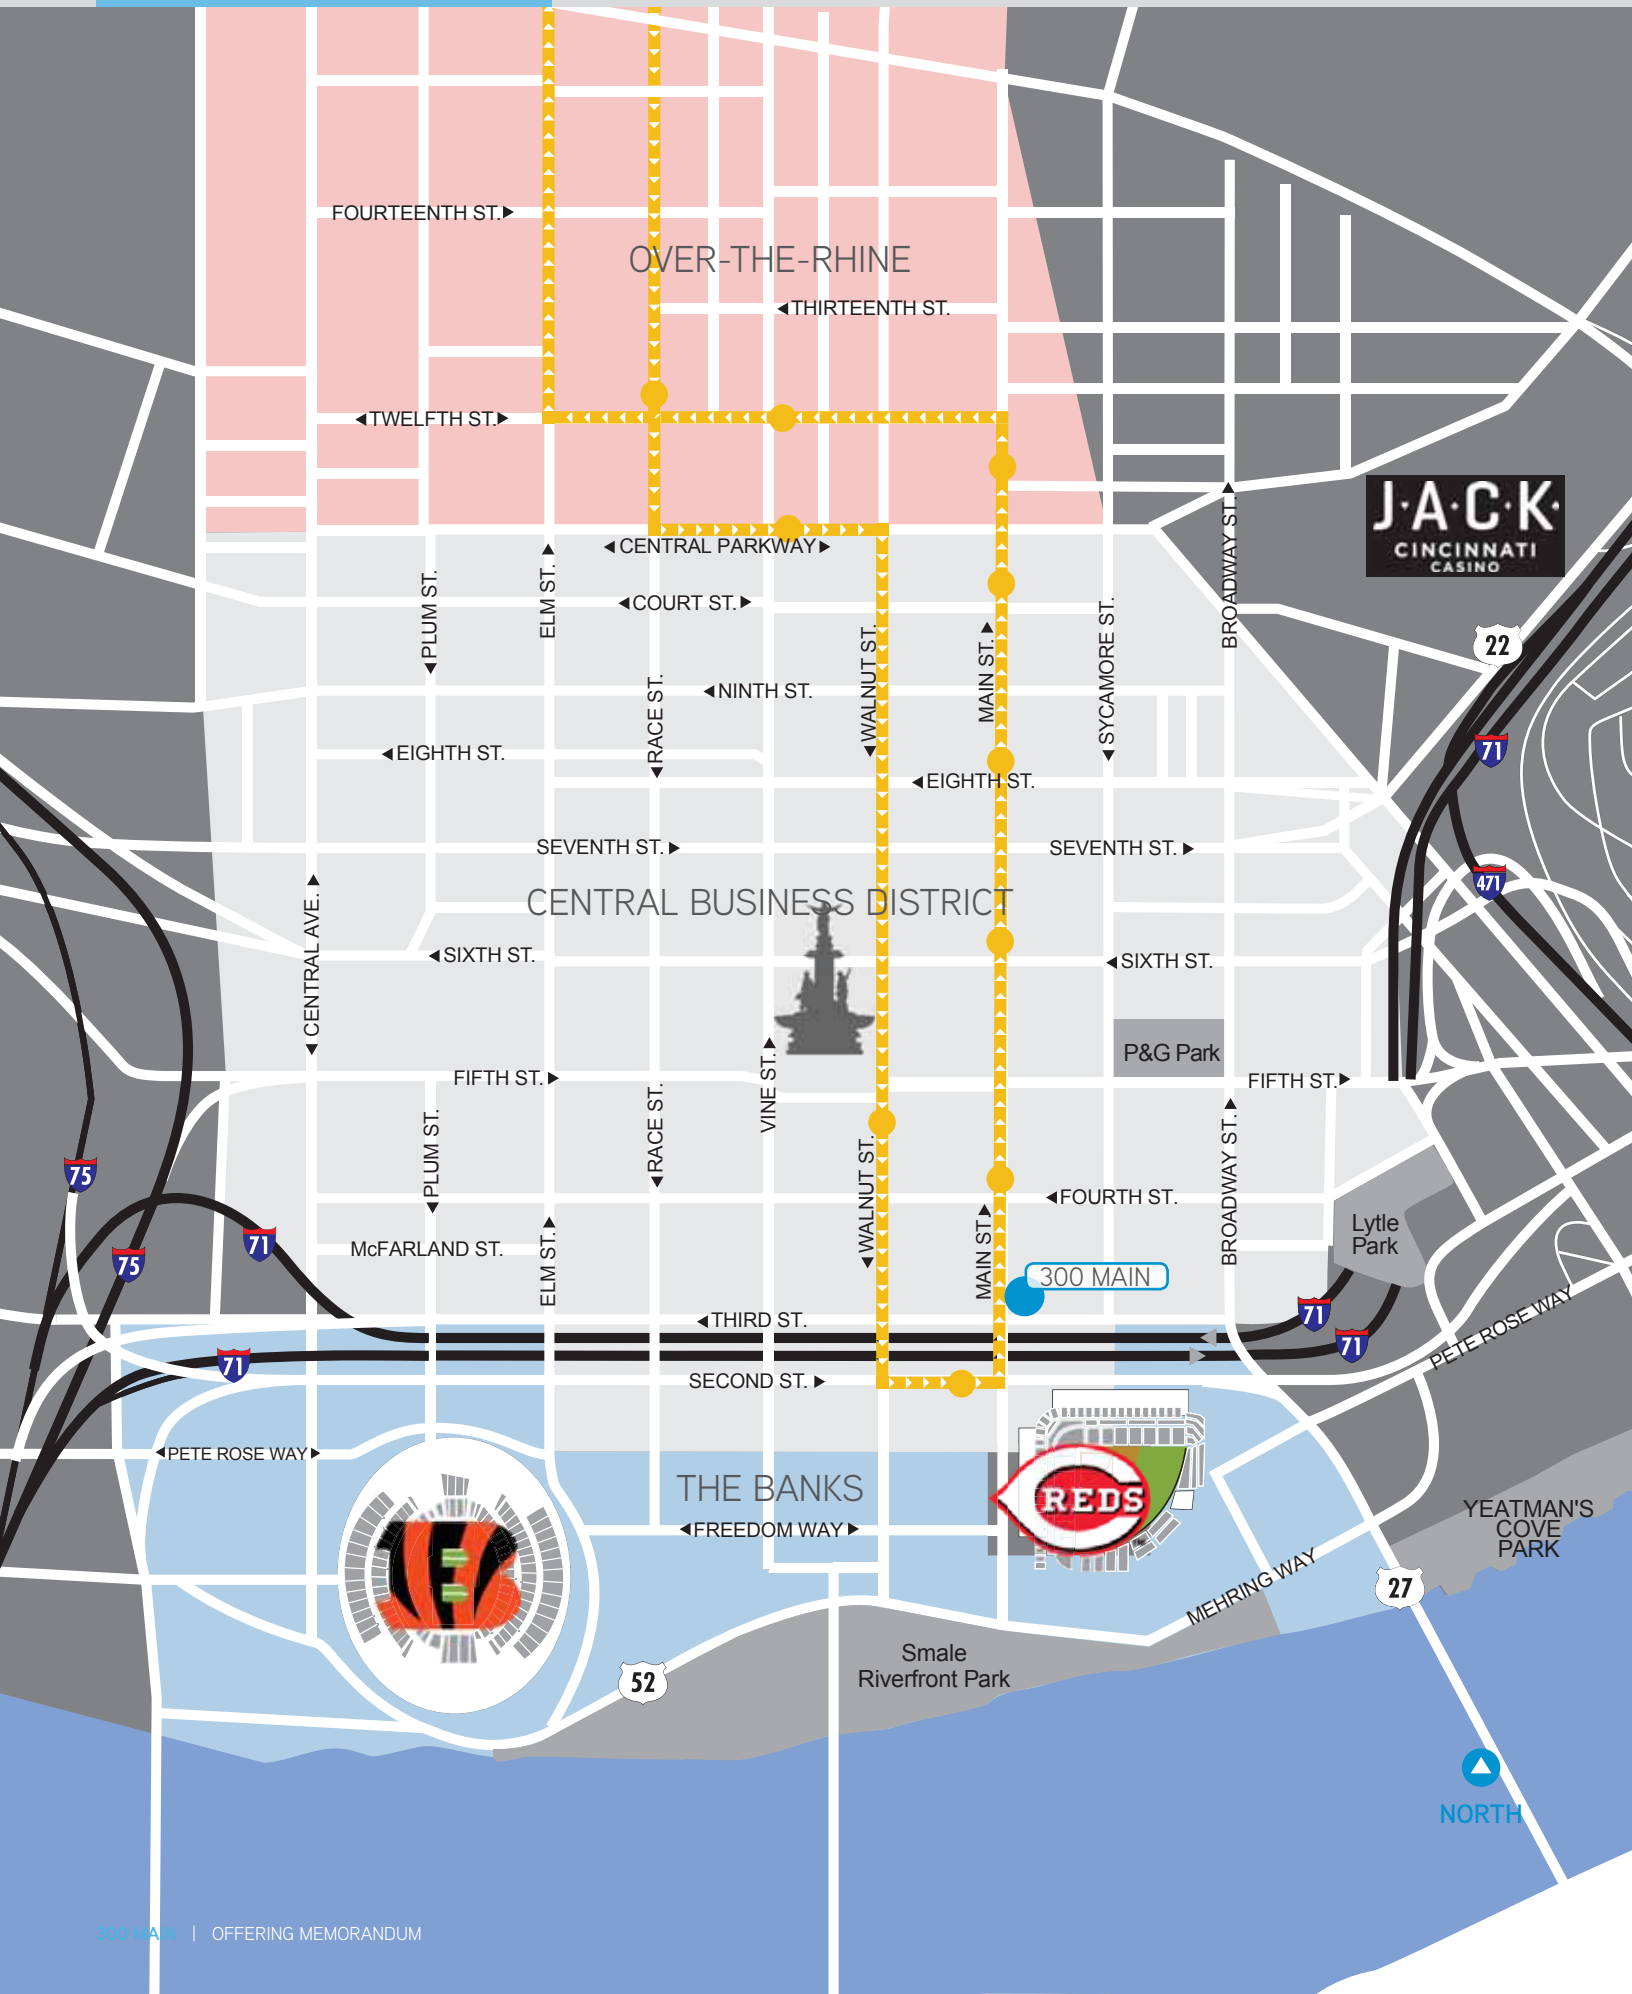 FOURTEENTH ST.
OVER-THE-RHINE
THIRTEENTH ST.
TWELFTH ST.
J·A·C·K·
CINCINNATI
CASINO
CENTRAL PARKWAY
BROADWAY ST.
PLUM ST.
ELM ST.
COURT ST.
WALNUT ST.
MAIN ST.
SYCAMORE ST.
22
RACE ST.
NINTH ST.
EIGHTH ST.
71
EIGHTH ST.
SEVENTH ST.
SEVENTH ST.
471
CENTRAL BUSINESS DISTRICT
CENTRAL AVE.
SIXTH ST.
SIXTH ST.
P&G Park
FIFTH ST.
VINE ST.
FIFTH ST.
PLUM ST.
RACE ST.
WALNUT ST.
BROADWAY ST.
75
FOURTH ST.
Lytle
Park
71
75
McFARLAND ST.
ELM ST.
MAIN ST.
300 MAIN
THIRD ST.
71
71
PETE ROSE WAY
71
SECOND ST.
PETE ROSE WAY
THE BANKS
REDS
FREEDOM WAY
YEATMAN'S
COVE
PARK
B
MEHRING WAY
27
Smale
Riverfront Park
52
NORTH
300 MAIN | OFFERING MEMORANDUM